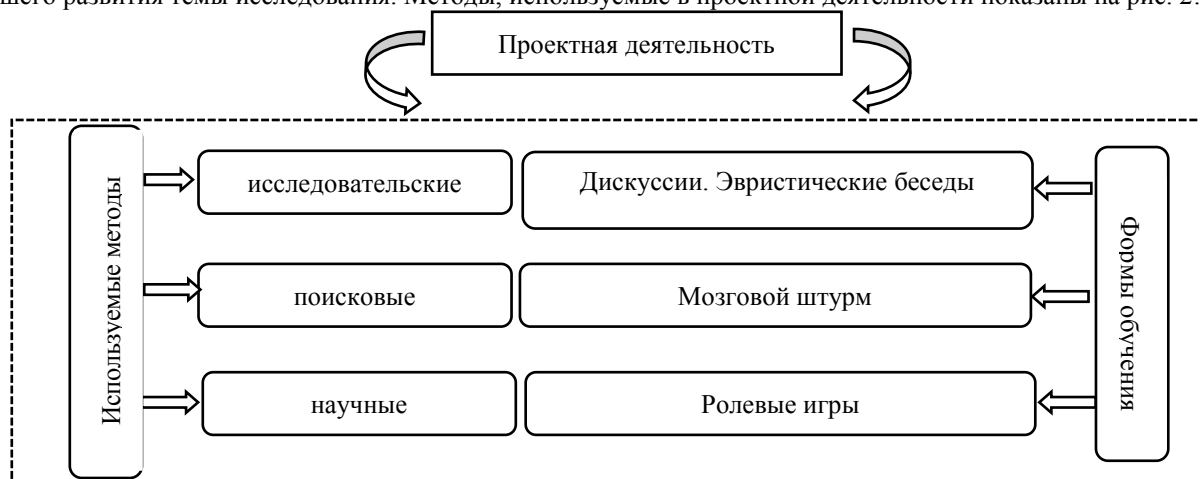 шего развития темы исследования. Методы, используемые в проектной деятельности показаны на рис. 2.
Проектная деятельность
Используемые методы
исследовательские
Дискуссии. Эвристические беседы
поисковые
Мозговой штурм
научные
Ролевые игры
Формы обучения